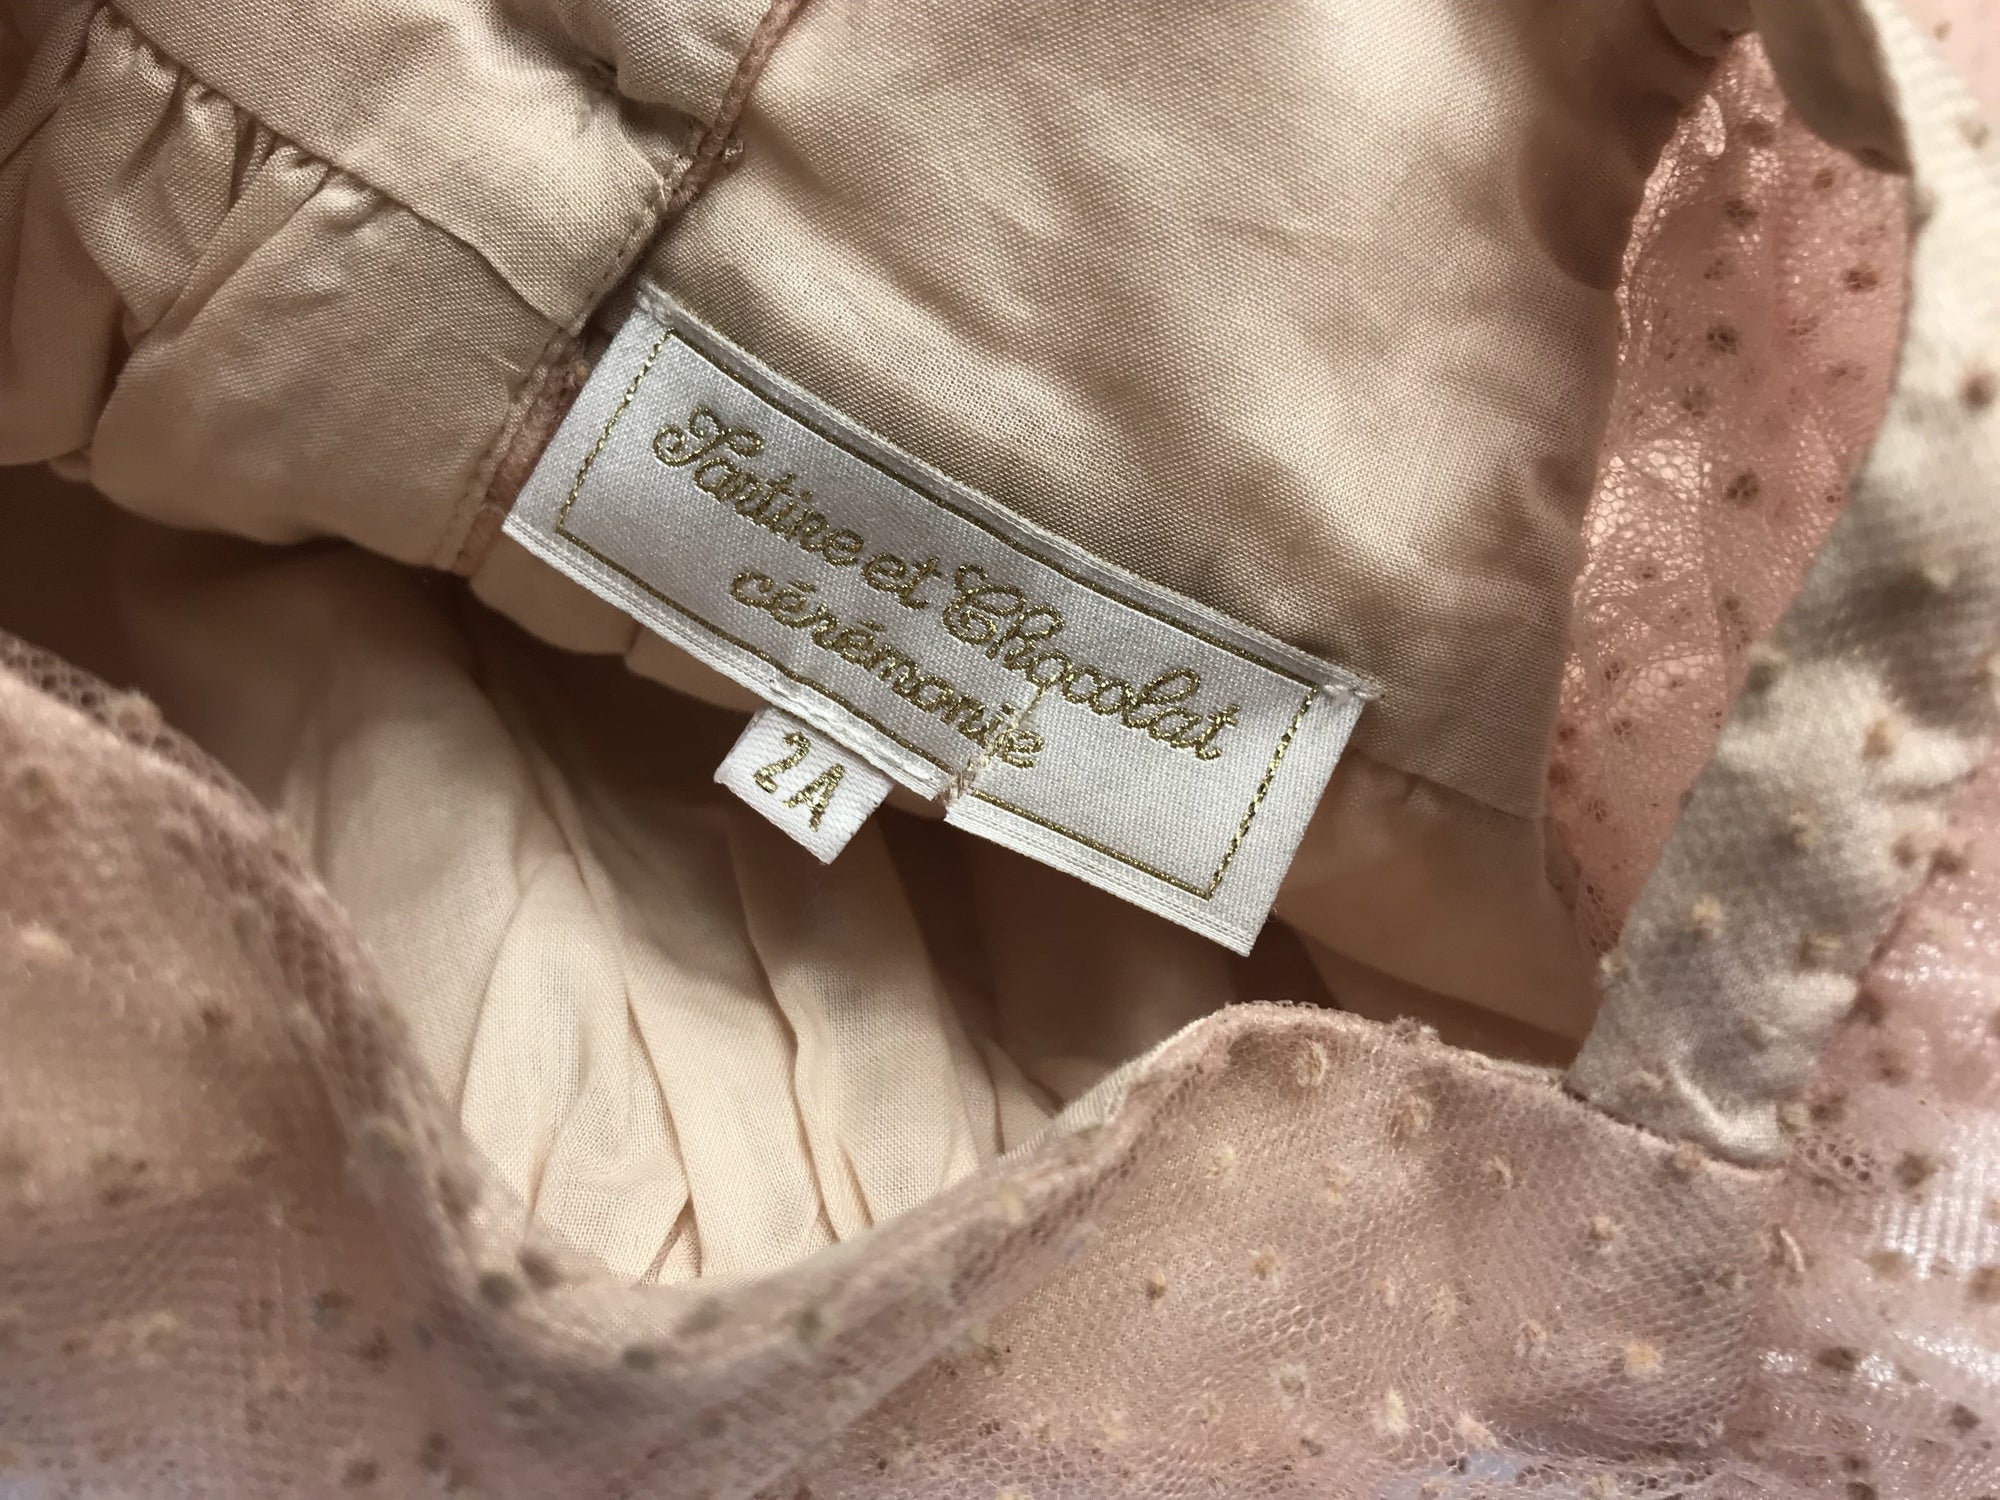 Tartine et Chocolat
cérémonie
2A